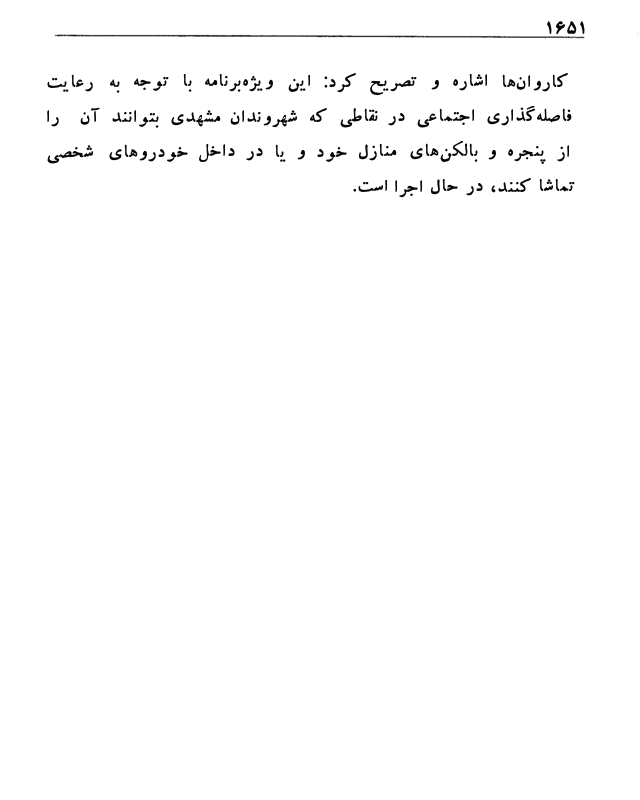 ۱۶۵۱
کاروان‌ها اشاره و تصریح کرد: این ویژه‌برنامه با توجه به رعایت
فاصله‌گذاری اجتماعی در نقاطی که شهروندان مشهدی بتوانند آن را
از پنجره و بالکن‌های منازل خود و یا در داخل خودروهای شخصی
تماشا کنند، در حال اجرا است.